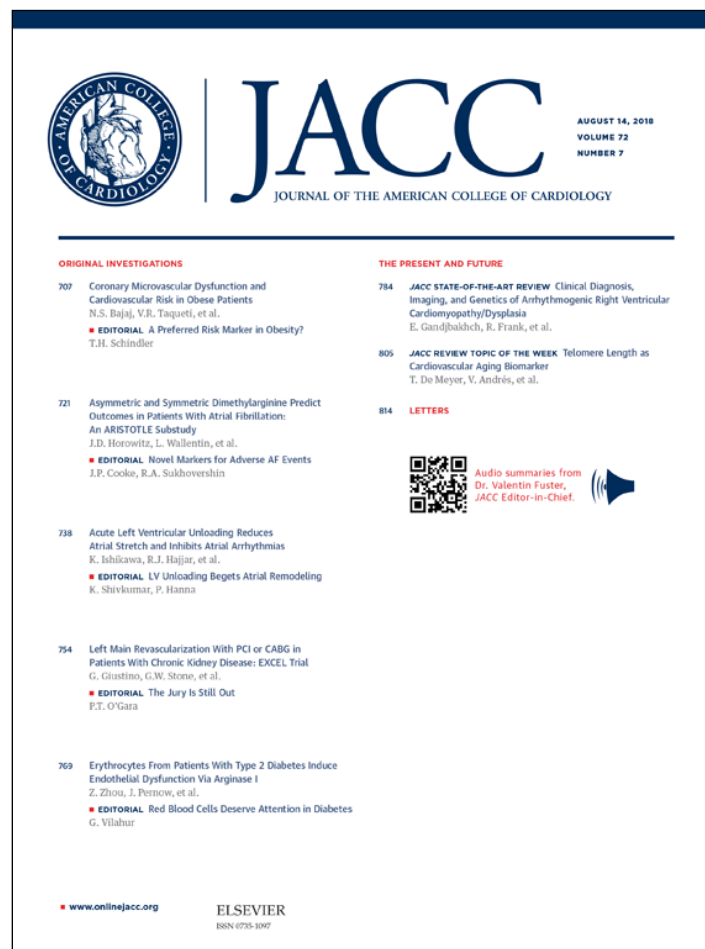 AMERICAN COLLEGE OF CARDIOLOGY
JACC
JOURNAL OF THE AMERICAN COLLEGE OF CARDIOLOGY
AUGUST 14, 2018
VOLUME 72
NUMBER 7
ORIGINAL INVESTIGATIONS
707 Coronary Microvascular Dysfunction and
Cardiovascular Risk in Obese Patients
N.S. Bajaj, V.R. Taqueti, et al.
■ EDITORIAL A Preferred Risk Marker in Obesity?
T.H. Schindler
721 Asymmetric and Symmetric Dimethylarginine Predict
Outcomes in Patients With Atrial Fibrillation:
An ARISTOTLE Substudy
J.D. Horowitz, L. Wallentin, et al.
■ EDITORIAL Novel Markers for Adverse AF Events
J.P. Cooke, R.A. Sukhovershin
738 Acute Left Ventricular Unloading Reduces
Atrial Stretch and Inhibits Atrial Arrhythmias
K. Ishikawa, R.J. Hajjar, et al.
■ EDITORIAL LV Unloading Begets Atrial Remodeling
K. Shivkumar, P. Hanna
754 Left Main Revascularization With PCI or CABG in
Patients With Chronic Kidney Disease: EXCEL Trial
G. Giustino, G.W. Stone, et al.
■ EDITORIAL The Jury Is Still Out
P.T. O'Gara
769 Erythrocytes From Patients With Type 2 Diabetes Induce
Endothelial Dysfunction Via Arginase I
Z. Zhou, J. Pernow, et al.
■ EDITORIAL Red Blood Cells Deserve Attention in Diabetes
G. Vilahur
THE PRESENT AND FUTURE
784 JACC STATE-OF-THE-ART REVIEW Clinical Diagnosis,
Imaging, and Genetics of Arrhythmogenic Right Ventricular
Cardiomyopathy/Dysplasia
E. Gandjbakhch, R. Frank, et al.
805 JACC REVIEW TOPIC OF THE WEEK Telomere Length as
Cardiovascular Aging Biomarker
T. De Meyer, V. Andrés, et al.
814 LETTERS
Audio summaries from
Dr. Valentin Fuster,
JACC Editor-in-Chief.
■ www.onlinejacc.org
ELSEVIER
ISSN 0735-1097